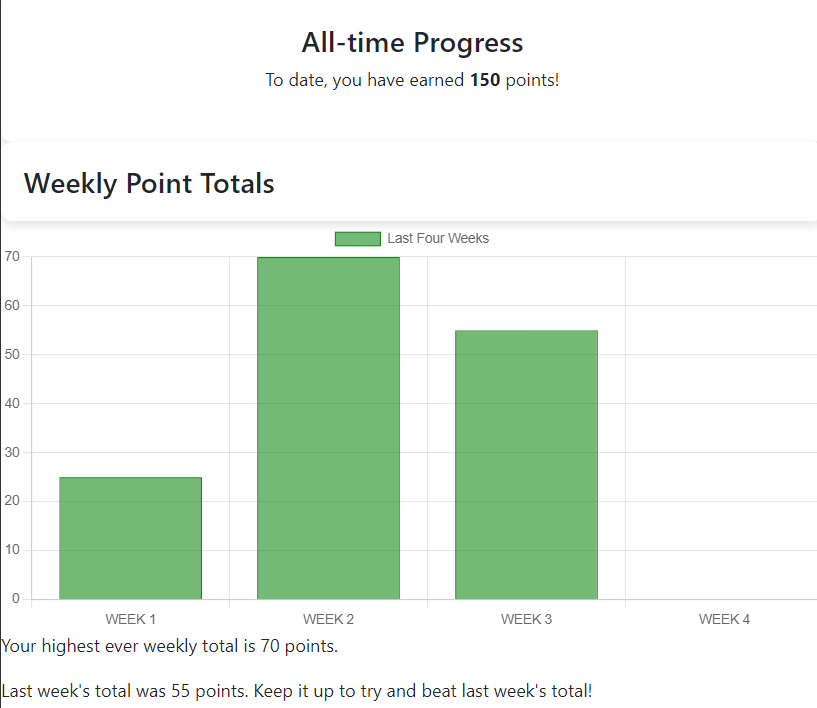 All-time Progress
To date, you have earned 150 points!
Weekly Point Totals
Last Four Weeks
70
60
50
40
30
20
10
0
WEEK 1 WEEK 2 WEEK 3 WEEK 4
Your highest ever weekly total is 70 points.
Last week's total was 55 points. Keep it up to try and beat last week's total!